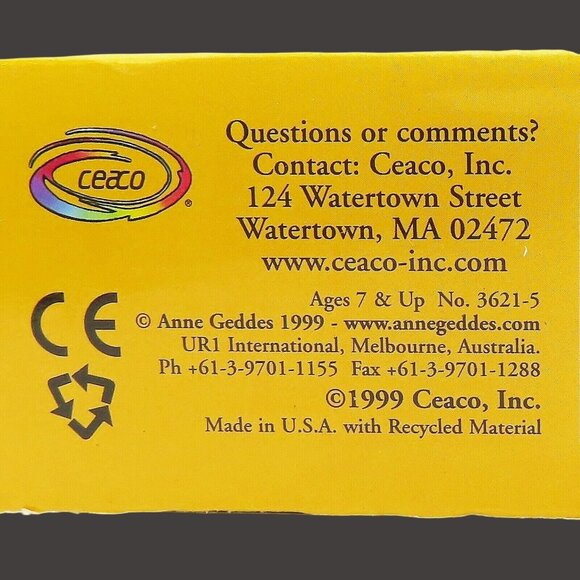 ceaco
®
Questions or comments?
Contact: Ceaco, Inc.
124 Watertown Street
Watertown, MA 02472
www.ceaco-inc.com
CE
Ages 7 & Up No. 3621-5
© Anne Geddes 1999 - www.annegeddes.com
UR1 International, Melbourne, Australia.
Ph +61-3-9701-1155 Fax +61-3-9701-1288
©1999 Ceaco, Inc.
Made in U.S.A. with Recycled Material